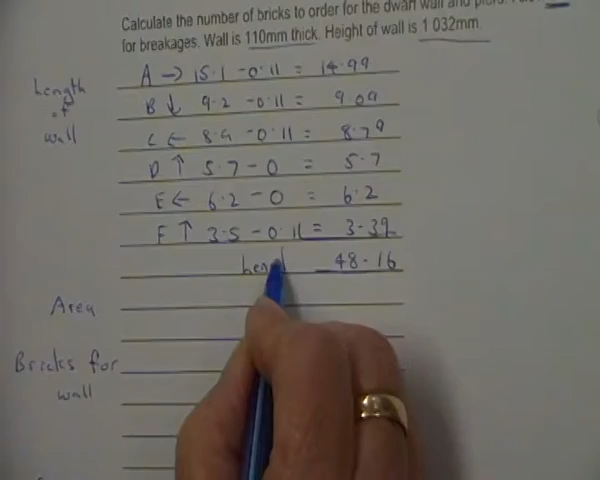 Calculate the number of bricks to order for the dwarf wall and piers.
for breakages. Wall is 110mm thick. Height of wall is 1 032mm.
Length of wall
A → 15.1 - 0.11 = 14.99
B ↓ 9.2 - 0.11 = 9.09
C ← 8.9 - 0.11 = 8.79
D ↑ 5.7 - 0 = 5.7
E ← 6.2 - 0 = 6.2
F ↑ 3.5 - 0.11 = 3.39
48.16
Area
Bricks for wall